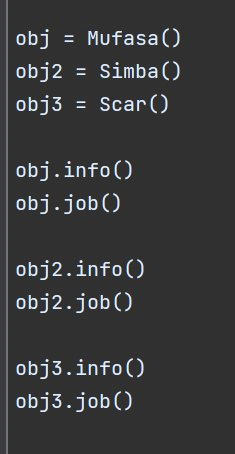 obj = Mufasa()
obj2 = Simba()
obj3 = Scar()
obj.info()
obj.job()
obj2.info()
obj2.job()
obj3.info()
obj3.job()